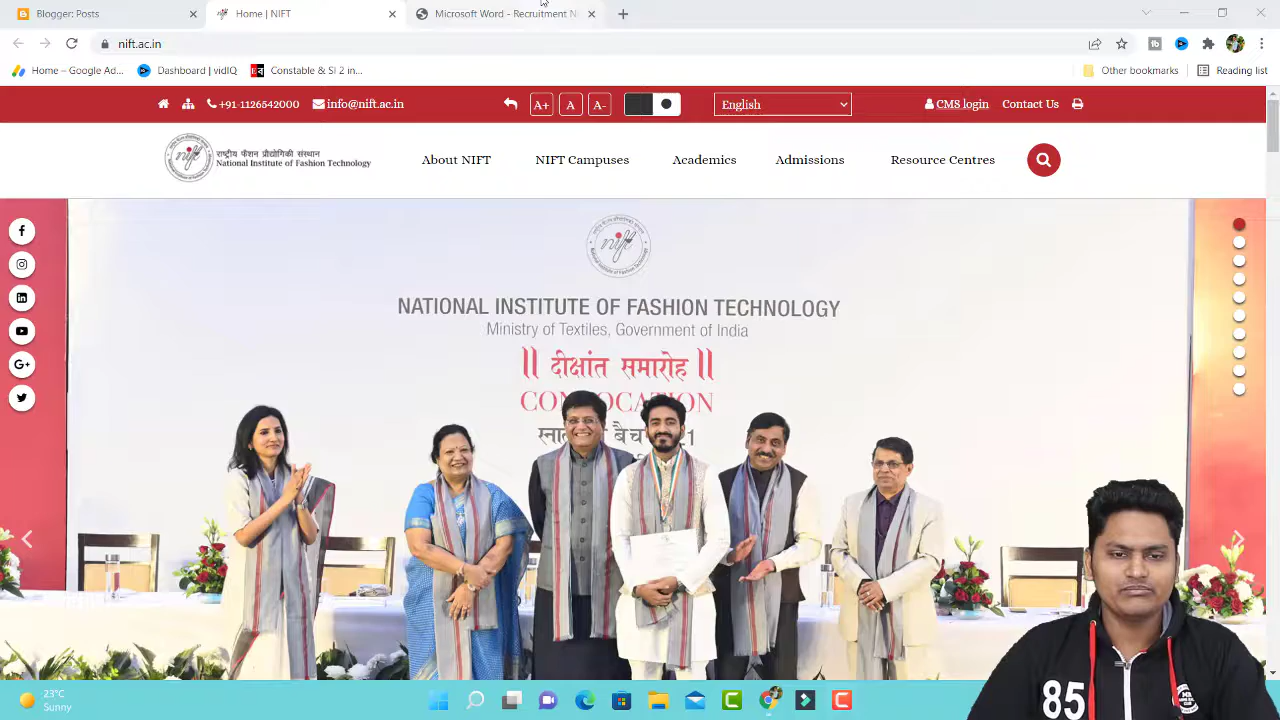 Blogger: Posts
Home | NIFT
Microsoft Word - Recruitment
nift.ac.in
Home – Google Ad...
Dashboard | vidIQ
Constable & SI 2 in...
Other bookmarks
Reading list
+91-1126542000
info@nift.ac.in
A+
A
A-
English
CMS login
Contact Us
nift
राष्ट्रीय फैशन प्रौद्योगिकी संस्थान
National Institute of Fashion Technology
About NIFT
NIFT Campuses
Academics
Admissions
Resource Centres
nift
NATIONAL INSTITUTE OF FASHION TECHNOLOGY
Ministry of Textiles, Government of India
|| दीक्षांत समारोह ||
G+
23°C
Sunny
85